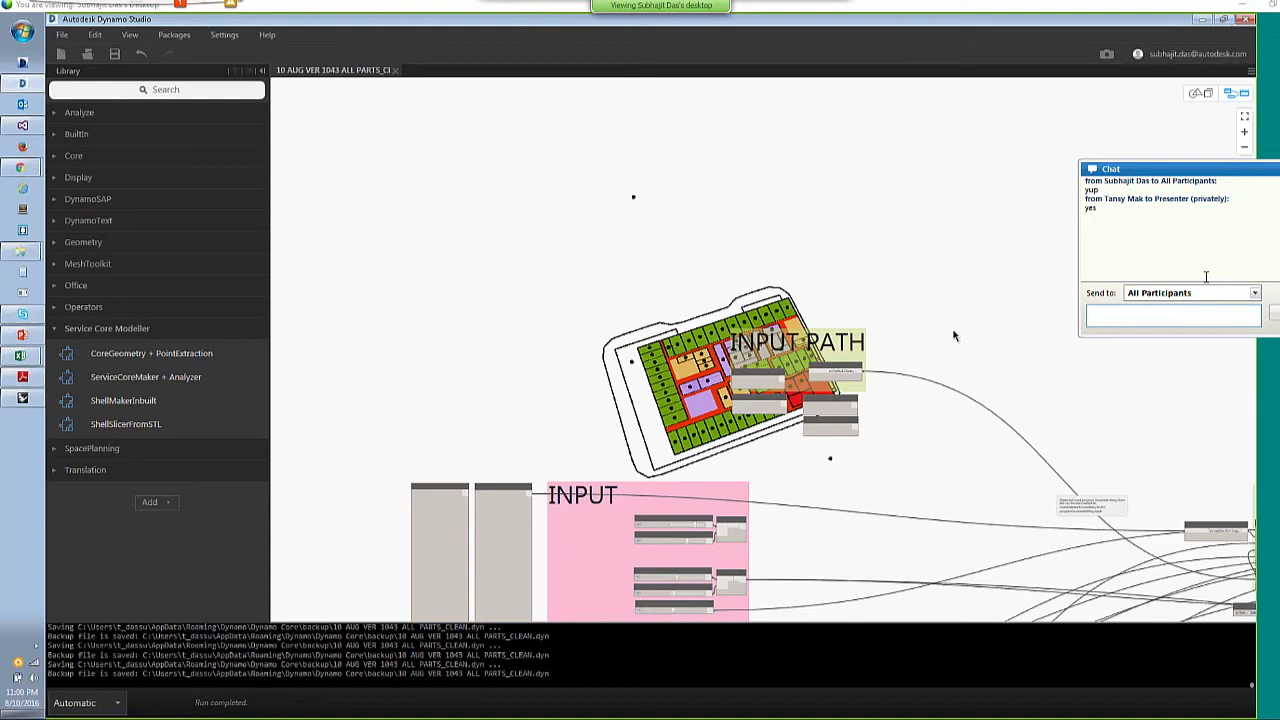 You are Viewing Subhajit Das's Desktop
Viewing Subhajit Das's desktop
Autodesk Dynamo Studio
File Edit View Packages Settings Help
subhajit.das@autodesk.com
Library
10 AUG VER 1043 ALL PARTS_Cl
Search
Analyze
BuiltIn
Core
Display
DynamoSAP
DynamoText
Geometry
MeshToolkit
Office
Operators
Service Core Modeller
CoreGeometry + PointExtraction
ServiceCoreMaker + Analyzer
ShellMakerInbuilt
ShellSlicerFromSTL
SpacePlanning
Translation
Add
INPUT PATH
INPUT
Chat
from Subhajit Das to All Participants:
yup
from Tansy Mak to Presenter (privately):
yes
Send to: All Participants
Saving C:\Users\t_dassu\AppData\Roaming\Dynamo\Dynamo Core\backup\10 AUG VER 1043 ALL PARTS_CLEAN.dyn ...
Backup file is saved: C:\Users\t_dassu\AppData\Roaming\Dynamo\Dynamo Core\backup\10 AUG VER 1043 ALL PARTS_CLEAN.dyn
Saving C:\Users\t_dassu\AppData\Roaming\Dynamo\Dynamo Core\backup\10 AUG VER 1043 ALL PARTS_CLEAN.dyn ...
Backup file is saved: C:\Users\t_dassu\AppData\Roaming\Dynamo\Dynamo Core\backup\10 AUG VER 1043 ALL PARTS_CLEAN.dyn
Saving C:\Users\t_dassu\AppData\Roaming\Dynamo\Dynamo Core\backup\10 AUG VER 1043 ALL PARTS_CLEAN.dyn ...
Backup file is saved: C:\Users\t_dassu\AppData\Roaming\Dynamo\Dynamo Core\backup\10 AUG VER 1043 ALL PARTS_CLEAN.dyn
Automatic
Run completed.
11:00 PM
8/10/2016